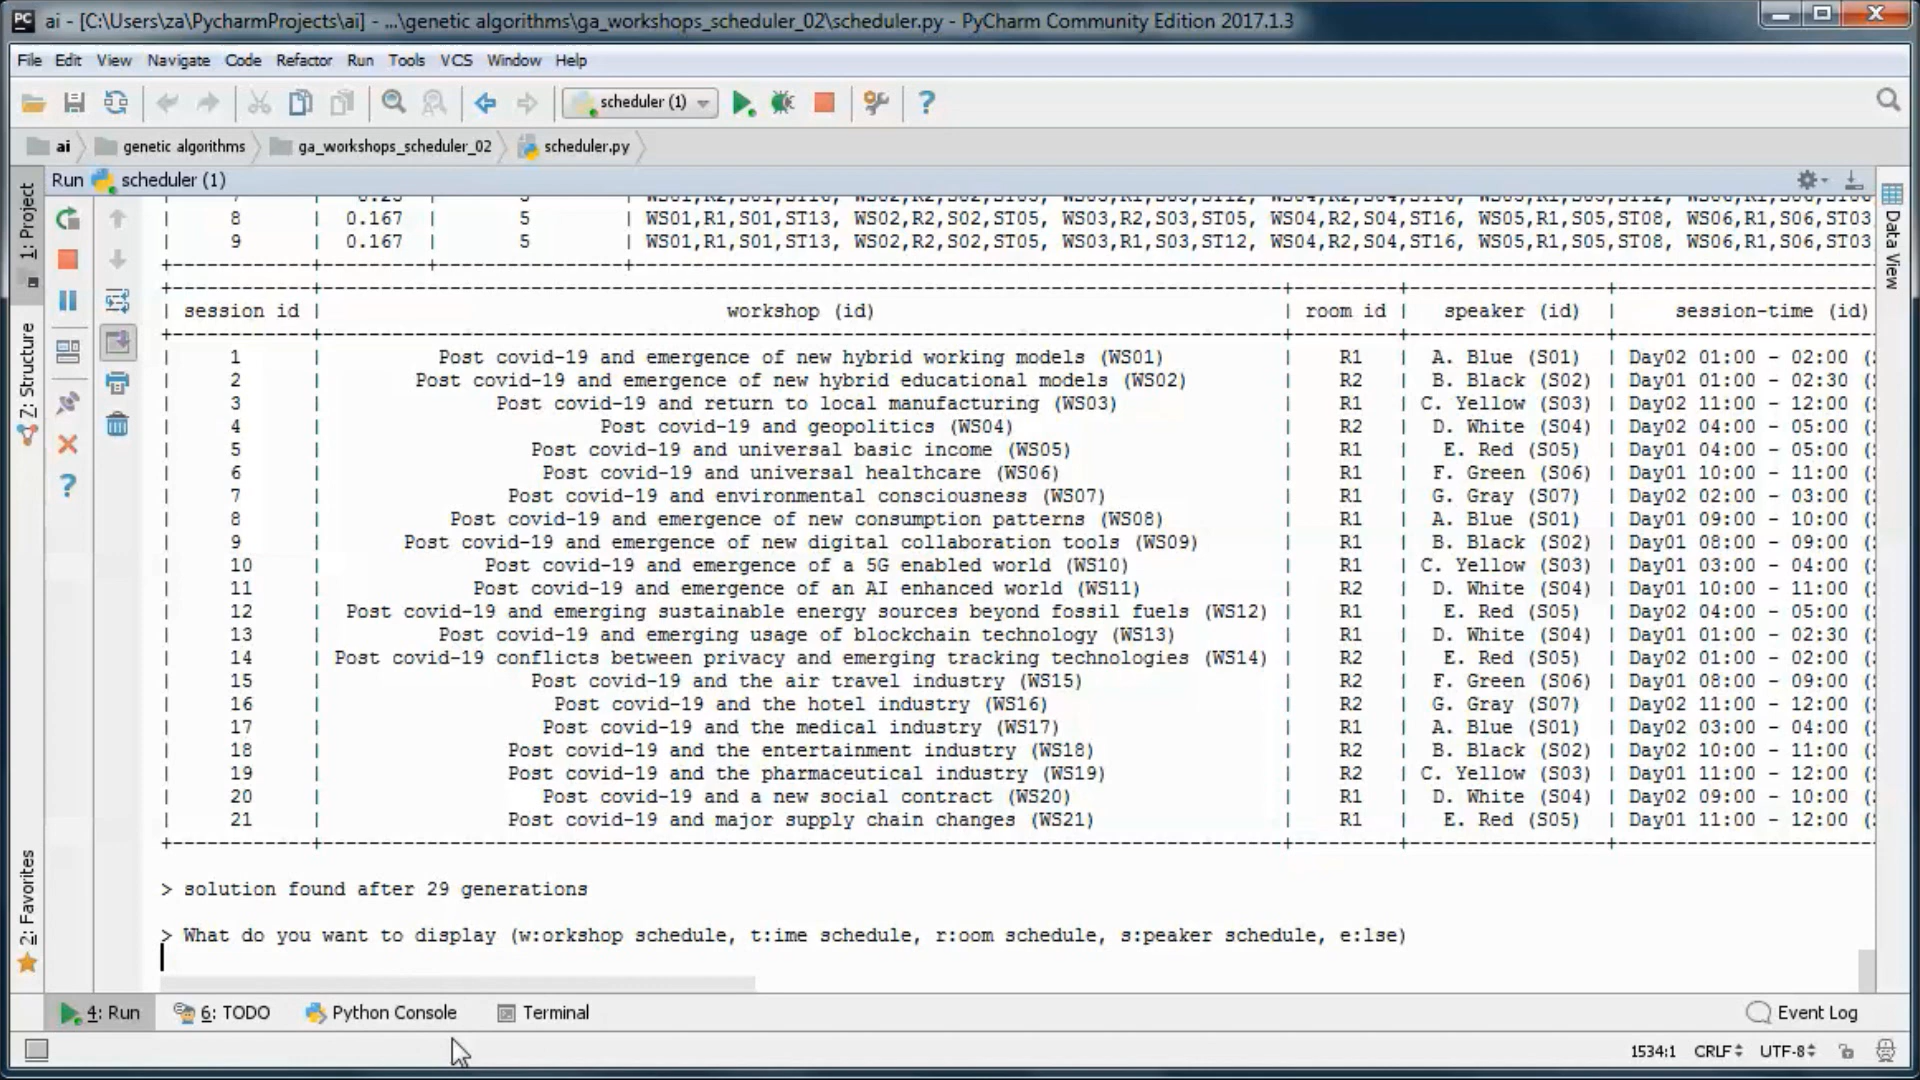 ai - [C:\Users\za\PycharmProjects\ai] - ...\genetic algorithms\ga_workshops_scheduler_02\scheduler.py - PyCharm Community Edition 2017.1.3
File Edit View Navigate Code Refactor Run Tools VCS Window Help
scheduler (1)
ai genetic algorithms ga_workshops_scheduler_02 scheduler.py
Run scheduler (1)
1: Project
Z: Structure
2: Favorites
Data View
| 8 | 0.167 | 5 | WS01,R1,S01,ST13, WS02,R2,S02,ST05, WS03,R2,S03,ST05, WS04,R2,S04,ST16, WS05,R1,S05,ST08, WS06,R1,S06,ST03
| 9 | 0.167 | 5 | WS01,R1,S01,ST13, WS02,R2,S02,ST05, WS03,R1,S03,ST12, WS04,R2,S04,ST16, WS05,R1,S05,ST08, WS06,R1,S06,ST03
| session id | workshop (id) | room id | speaker (id) | session-time (id)
| 1 | Post covid-19 and emergence of new hybrid working models (WS01) | R1 | A. Blue (S01) | Day02 01:00 - 02:00 (
| 2 | Post covid-19 and emergence of new hybrid educational models (WS02) | R2 | B. Black (S02) | Day01 01:00 - 02:30 (
| 3 | Post covid-19 and return to local manufacturing (WS03) | R1 | C. Yellow (S03) | Day02 11:00 - 12:00 (
| 4 | Post covid-19 and geopolitics (WS04) | R2 | D. White (S04) | Day02 04:00 - 05:00 (
| 5 | Post covid-19 and universal basic income (WS05) | R1 | E. Red (S05) | Day01 04:00 - 05:00 (
| 6 | Post covid-19 and universal healthcare (WS06) | R1 | F. Green (S06) | Day01 10:00 - 11:00 (
| 7 | Post covid-19 and environmental consciousness (WS07) | R1 | G. Gray (S07) | Day02 02:00 - 03:00 (
| 8 | Post covid-19 and emergence of new consumption patterns (WS08) | R1 | A. Blue (S01) | Day01 09:00 - 10:00 (
| 9 | Post covid-19 and emergence of new digital collaboration tools (WS09) | R1 | B. Black (S02) | Day01 08:00 - 09:00 (
| 10 | Post covid-19 and emergence of a 5G enabled world (WS10) | R1 | C. Yellow (S03) | Day01 03:00 - 04:00 (
| 11 | Post covid-19 and emergence of an AI enhanced world (WS11) | R2 | D. White (S04) | Day01 10:00 - 11:00 (
| 12 | Post covid-19 and emerging sustainable energy sources beyond fossil fuels (WS12) | R1 | E. Red (S05) | Day02 04:00 - 05:00 (
| 13 | Post covid-19 and emerging usage of blockchain technology (WS13) | R1 | D. White (S04) | Day01 01:00 - 02:30 (
| 14 | Post covid-19 conflicts between privacy and emerging tracking technologies (WS14) | R2 | E. Red (S05) | Day02 01:00 - 02:00 (
| 15 | Post covid-19 and the air travel industry (WS15) | R2 | F. Green (S06) | Day01 08:00 - 09:00 (
| 16 | Post covid-19 and the hotel industry (WS16) | R2 | G. Gray (S07) | Day02 11:00 - 12:00 (
| 17 | Post covid-19 and the medical industry (WS17) | R1 | A. Blue (S01) | Day02 03:00 - 04:00 (
| 18 | Post covid-19 and the entertainment industry (WS18) | R2 | B. Black (S02) | Day02 10:00 - 11:00 (
| 19 | Post covid-19 and the pharmaceutical industry (WS19) | R2 | C. Yellow (S03) | Day01 11:00 - 12:00 (
| 20 | Post covid-19 and a new social contract (WS20) | R1 | D. White (S04) | Day02 09:00 - 10:00 (
| 21 | Post covid-19 and major supply chain changes (WS21) | R1 | E. Red (S05) | Day01 11:00 - 12:00 (
> solution found after 29 generations
> What do you want to display (w:orkshop schedule, t:ime schedule, r:oom schedule, s:peaker schedule, e:lse)
4: Run 6: TODO Python Console Terminal Event Log
1534:1 CRLF UTF-8